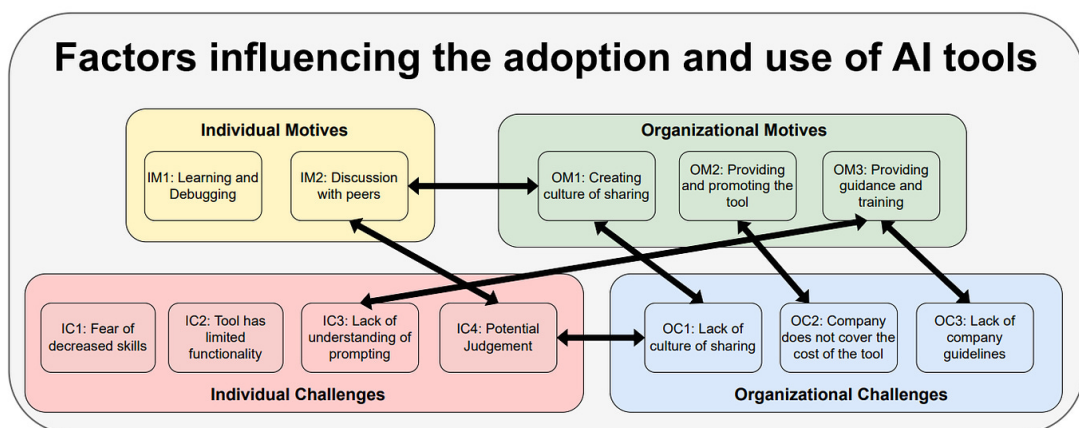 Factors influencing the adoption and use of AI tools
Individual Motives
IM1: Learning and
Debugging
IM2: Discussion
with peers
Organizational Motives
OM1: Creating
culture of sharing
OM2: Providing
and promoting the
tool
OM3: Providing
guidance and
training
IC1: Fear of
decreased skills
IC2: Tool has
limited
functionality
IC3: Lack of
understanding of
prompting
IC4: Potential
Judgement
Individual Challenges
OC1: Lack of
culture of sharing
OC2: Company
does not cover the
cost of the tool
OC3: Lack of
company
guidelines
Organizational Challenges